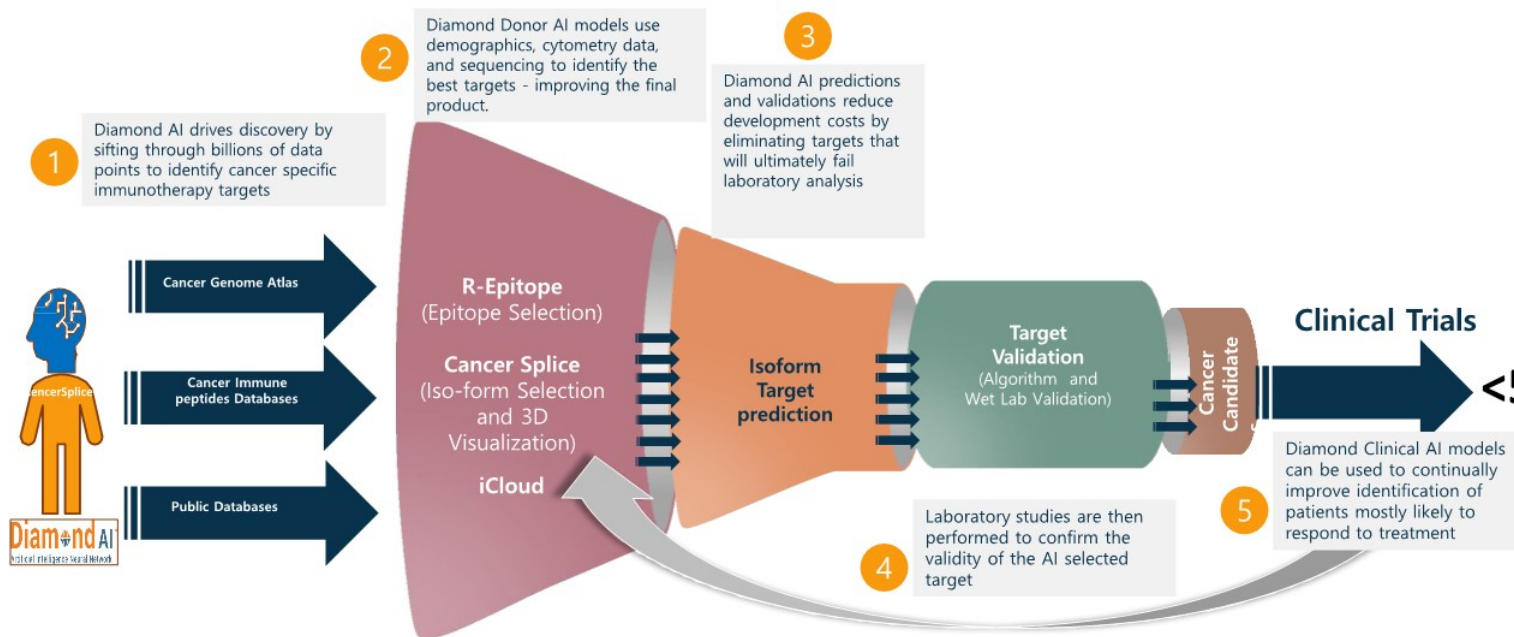 1
Diamond AI drives discovery by
sifting through billions of data
points to identify cancer specific
immunotherapy targets
2
Diamond Donor AI models use
demographics, cytometry data,
and sequencing to identify the
best targets - improving the final
product.
3
Diamond AI predictions
and validations reduce
development costs by
eliminating targets that
will ultimately fail
laboratory analysis
Cancer Genome Atlas
Cancer Immune
peptides Databases
Public Databases
Diamond AI
Artificial Intelligence Neural Network
R-Epitope
(Epitope Selection)
Cancer Splice
(Iso-form Selection
and 3D
Visualization)
iCloud
Isoform
Target
prediction
Target
Validation
(Algorithm and
Wet Lab Validation)
Cancer
Candidate
Clinical Trials
<5
4
Laboratory studies are then
performed to confirm the
validity of the AI selected
target
5
Diamond Clinical AI models
can be used to continually
improve identification of
patients mostly likely to
respond to treatment